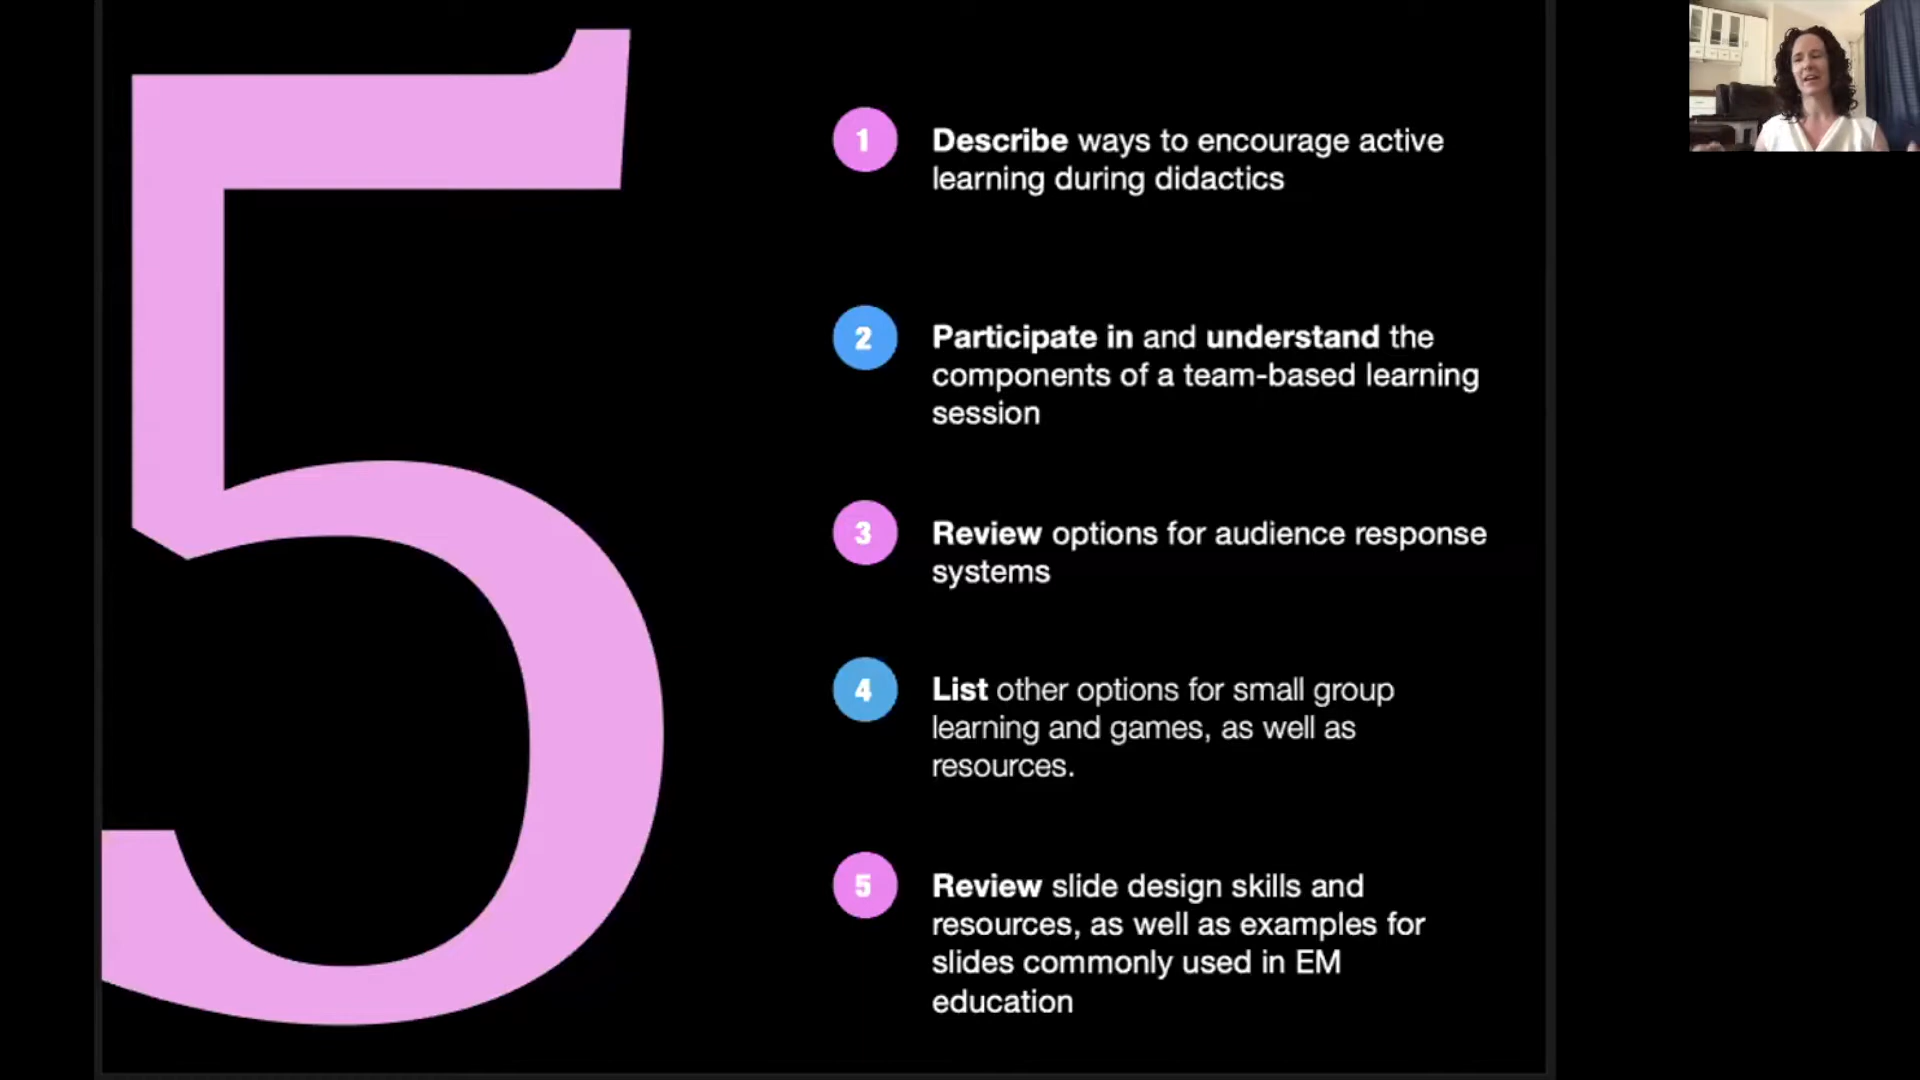 5
1
Describe ways to encourage active
learning during didactics
2
Participate in and understand the
components of a team-based learning
session
3
Review options for audience response
systems
4
List other options for small group
learning and games, as well as
resources.
5
Review slide design skills and
resources, as well as examples for
slides commonly used in EM
education